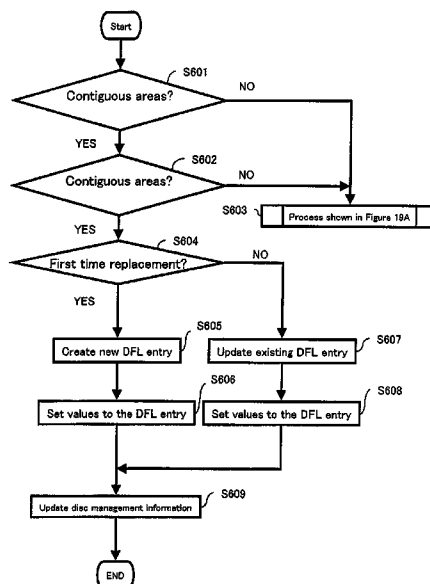 Start
S601
Contiguous areas?
NO
YES
S602
Contiguous areas?
NO
YES
S603
Process shown in Figure 19A
S604
First time replacement?
NO
YES
S605
Create new DFL entry
S607
Update existing DFL entry
S606
Set values to the DFL entry
S608
Set values to the DFL entry
S609
Update disc management information
END